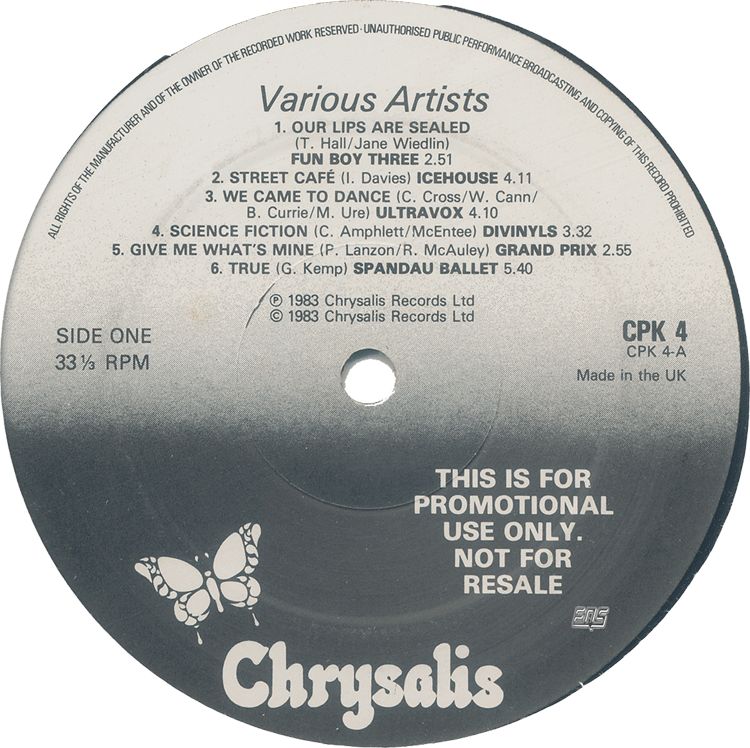 ALL RIGHTS OF THE MANUFACTURER AND OF THE OWNER OF THE RECORDED WORK RESERVED · UNAUTHORISED PUBLIC PERFORMANCE BROADCASTING AND COPYING OF THIS RECORD PROHIBITED
Various Artists
1. OUR LIPS ARE SEALED
(T. Hall/Jane Wiedlin)
FUN BOY THREE 2.51
2. STREET CAFÉ (I. Davies) ICEHOUSE 4.11
3. WE CAME TO DANCE (C. Cross/W. Cann/
B. Currie/M. Ure) ULTRAVOX 4.10
4. SCIENCE FICTION (C. Amphlett/McEntee) DIVINYLS 3.32
5. GIVE ME WHAT'S MINE (P. Lanzon/R. McAuley) GRAND PRIX 2.55
6. TRUE (G. Kemp) SPANDAU BALLET 5.40
℗ 1983 Chrysalis Records Ltd
© 1983 Chrysalis Records Ltd
SIDE ONE
33⅓ RPM
CPK 4
CPK 4-A
Made in the UK
THIS IS FOR
PROMOTIONAL
USE ONLY.
NOT FOR
RESALE
Chrysalis